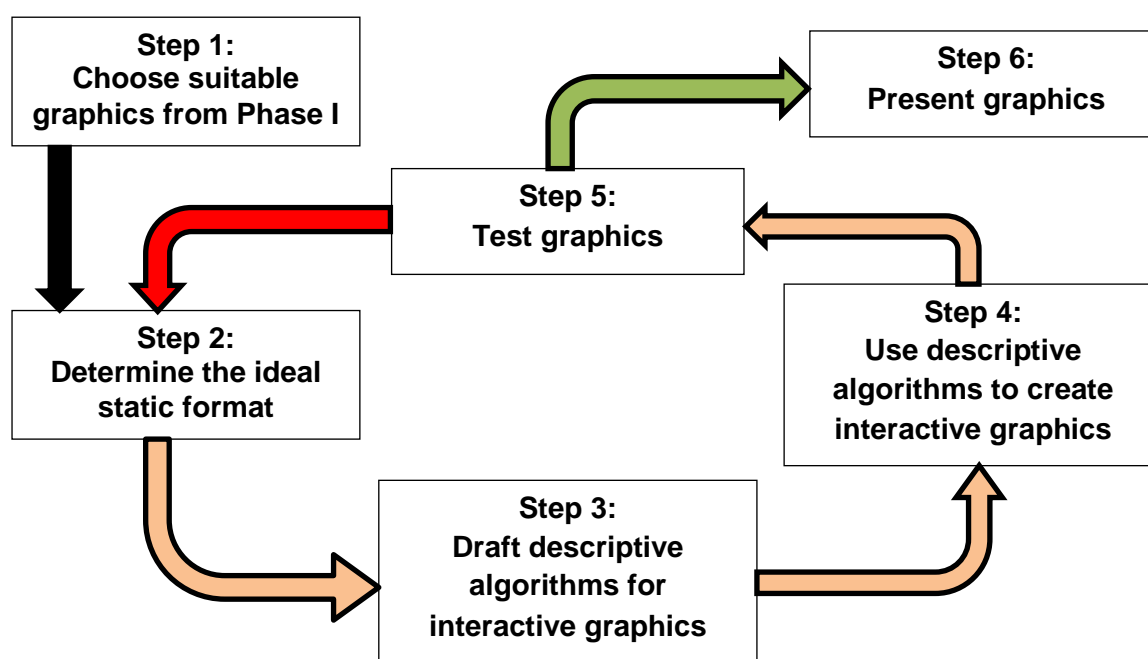 Step 1:
Choose suitable
graphics from Phase I
Step 2:
Determine the ideal
static format
Step 3:
Draft descriptive
algorithms for
interactive graphics
Step 4:
Use descriptive
algorithms to create
interactive graphics
Step 5:
Test graphics
Step 6:
Present graphics